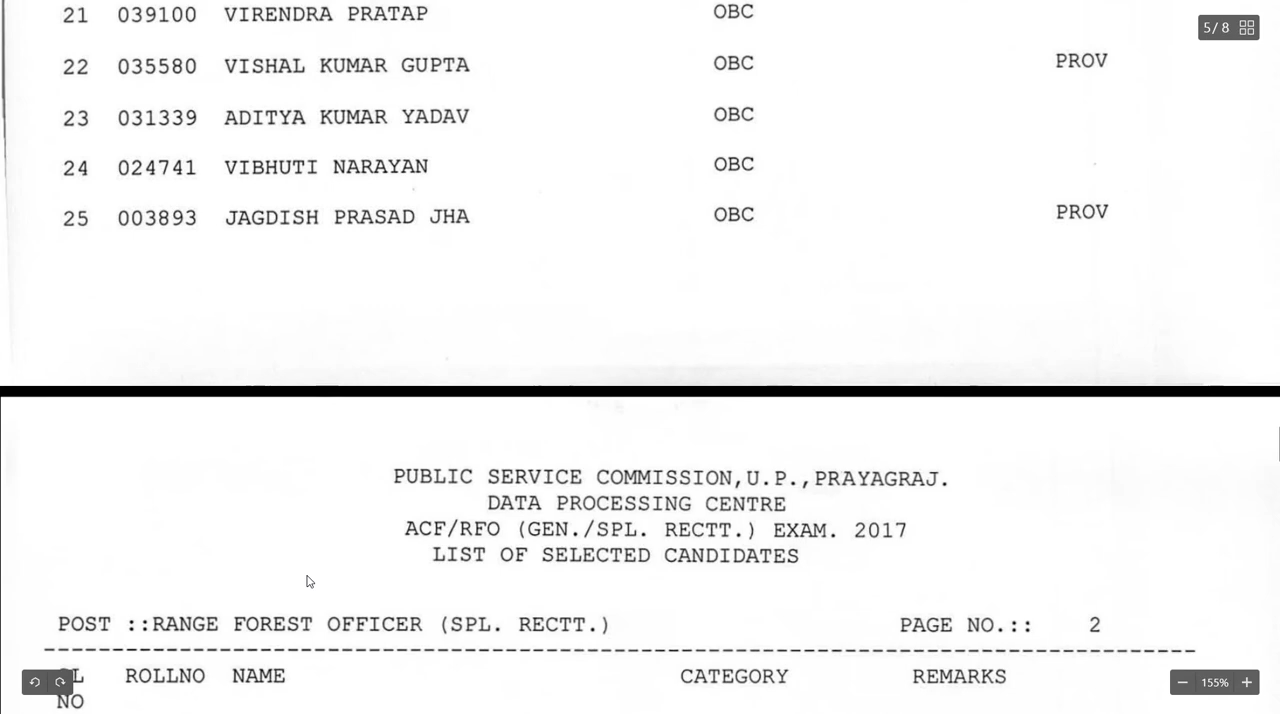 21 039100 VIRENDRA PRATAP OBC
5/ 8
22 035580 VISHAL KUMAR GUPTA OBC PROV
23 031339 ADITYA KUMAR YADAV OBC
24 024741 VIBHUTI NARAYAN OBC
25 003893 JAGDISH PRASAD JHA OBC PROV
PUBLIC SERVICE COMMISSION,U.P.,PRAYAGRAJ.
DATA PROCESSING CENTRE
ACF/RFO (GEN./SPL. RECTT.) EXAM. 2017
LIST OF SELECTED CANDIDATES
POST ::RANGE FOREST OFFICER (SPL. RECTT.) PAGE NO.:: 2
ROLLNO NAME CATEGORY REMARKS
155%
NO